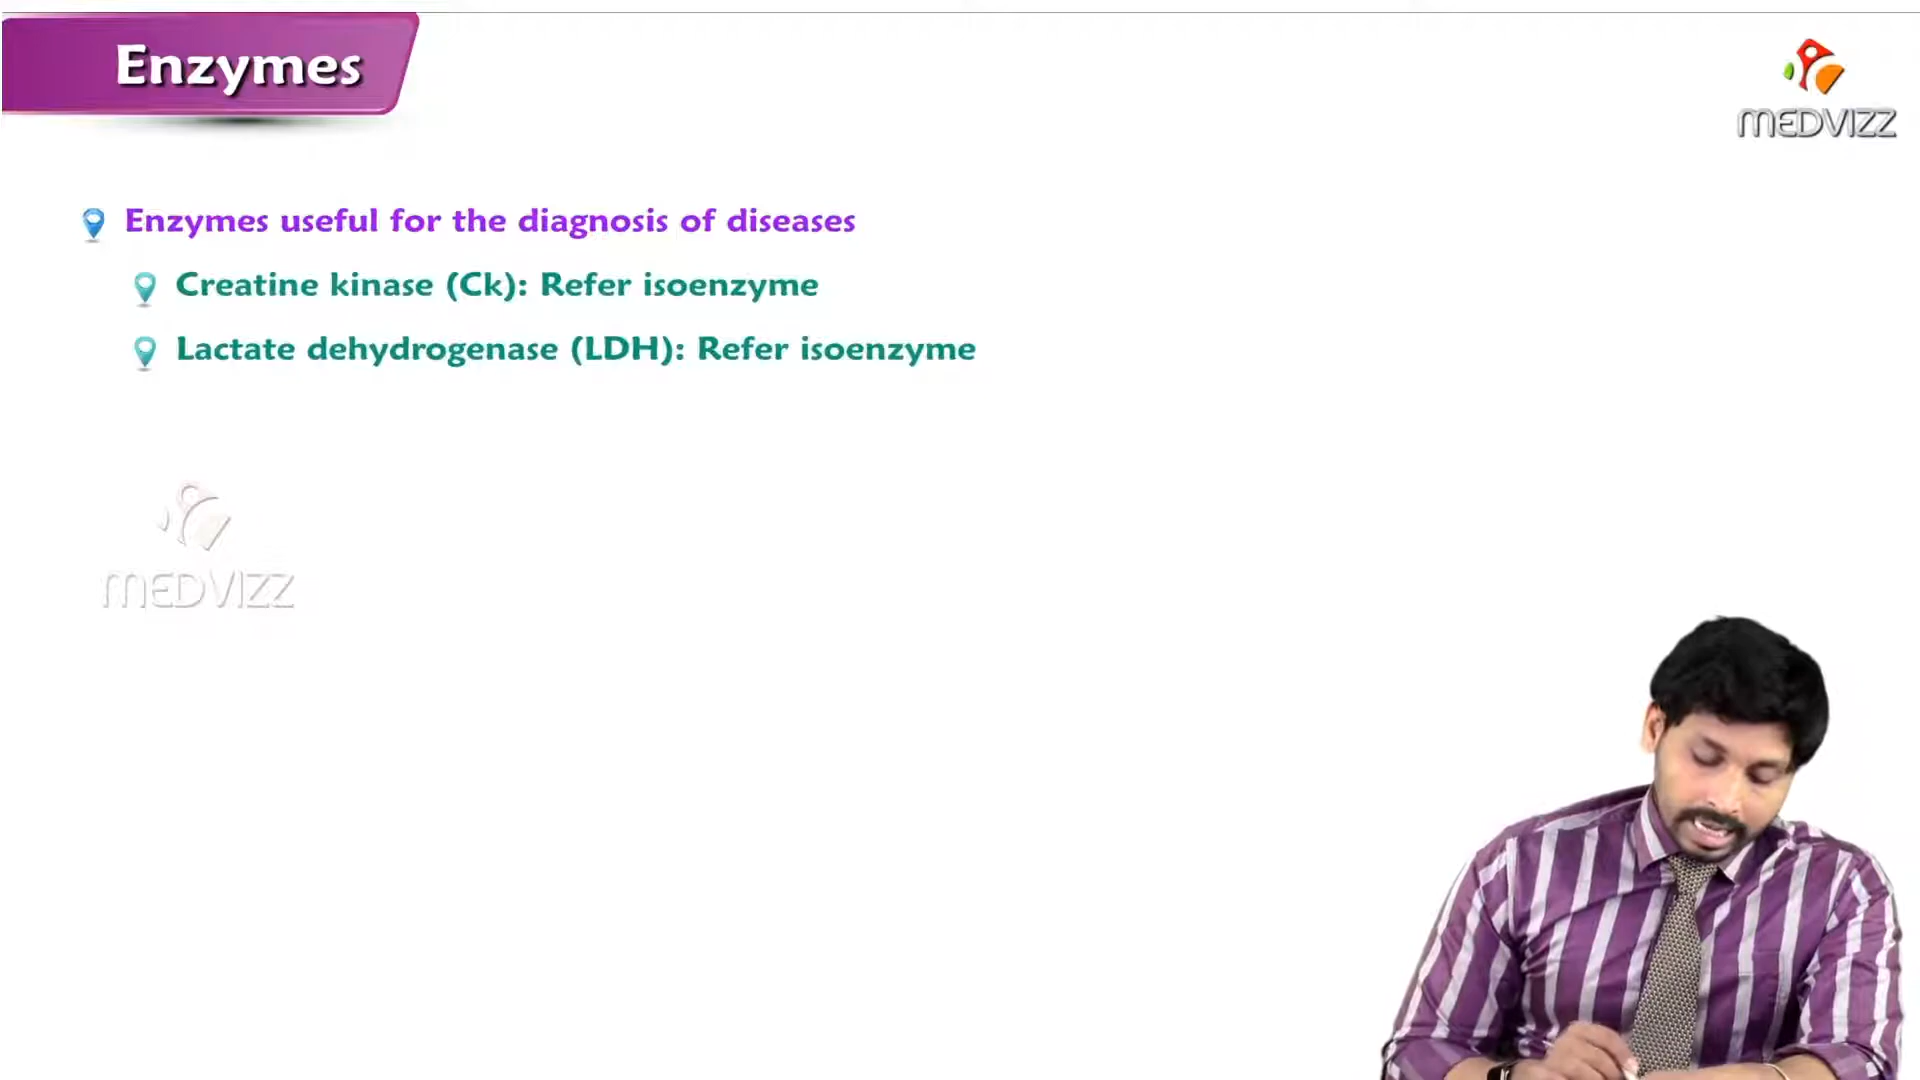 Enzymes
MEDVIZZ
Enzymes useful for the diagnosis of diseases
Creatine kinase (Ck): Refer isoenzyme
Lactate dehydrogenase (LDH): Refer isoenzyme
MEDVIZZ